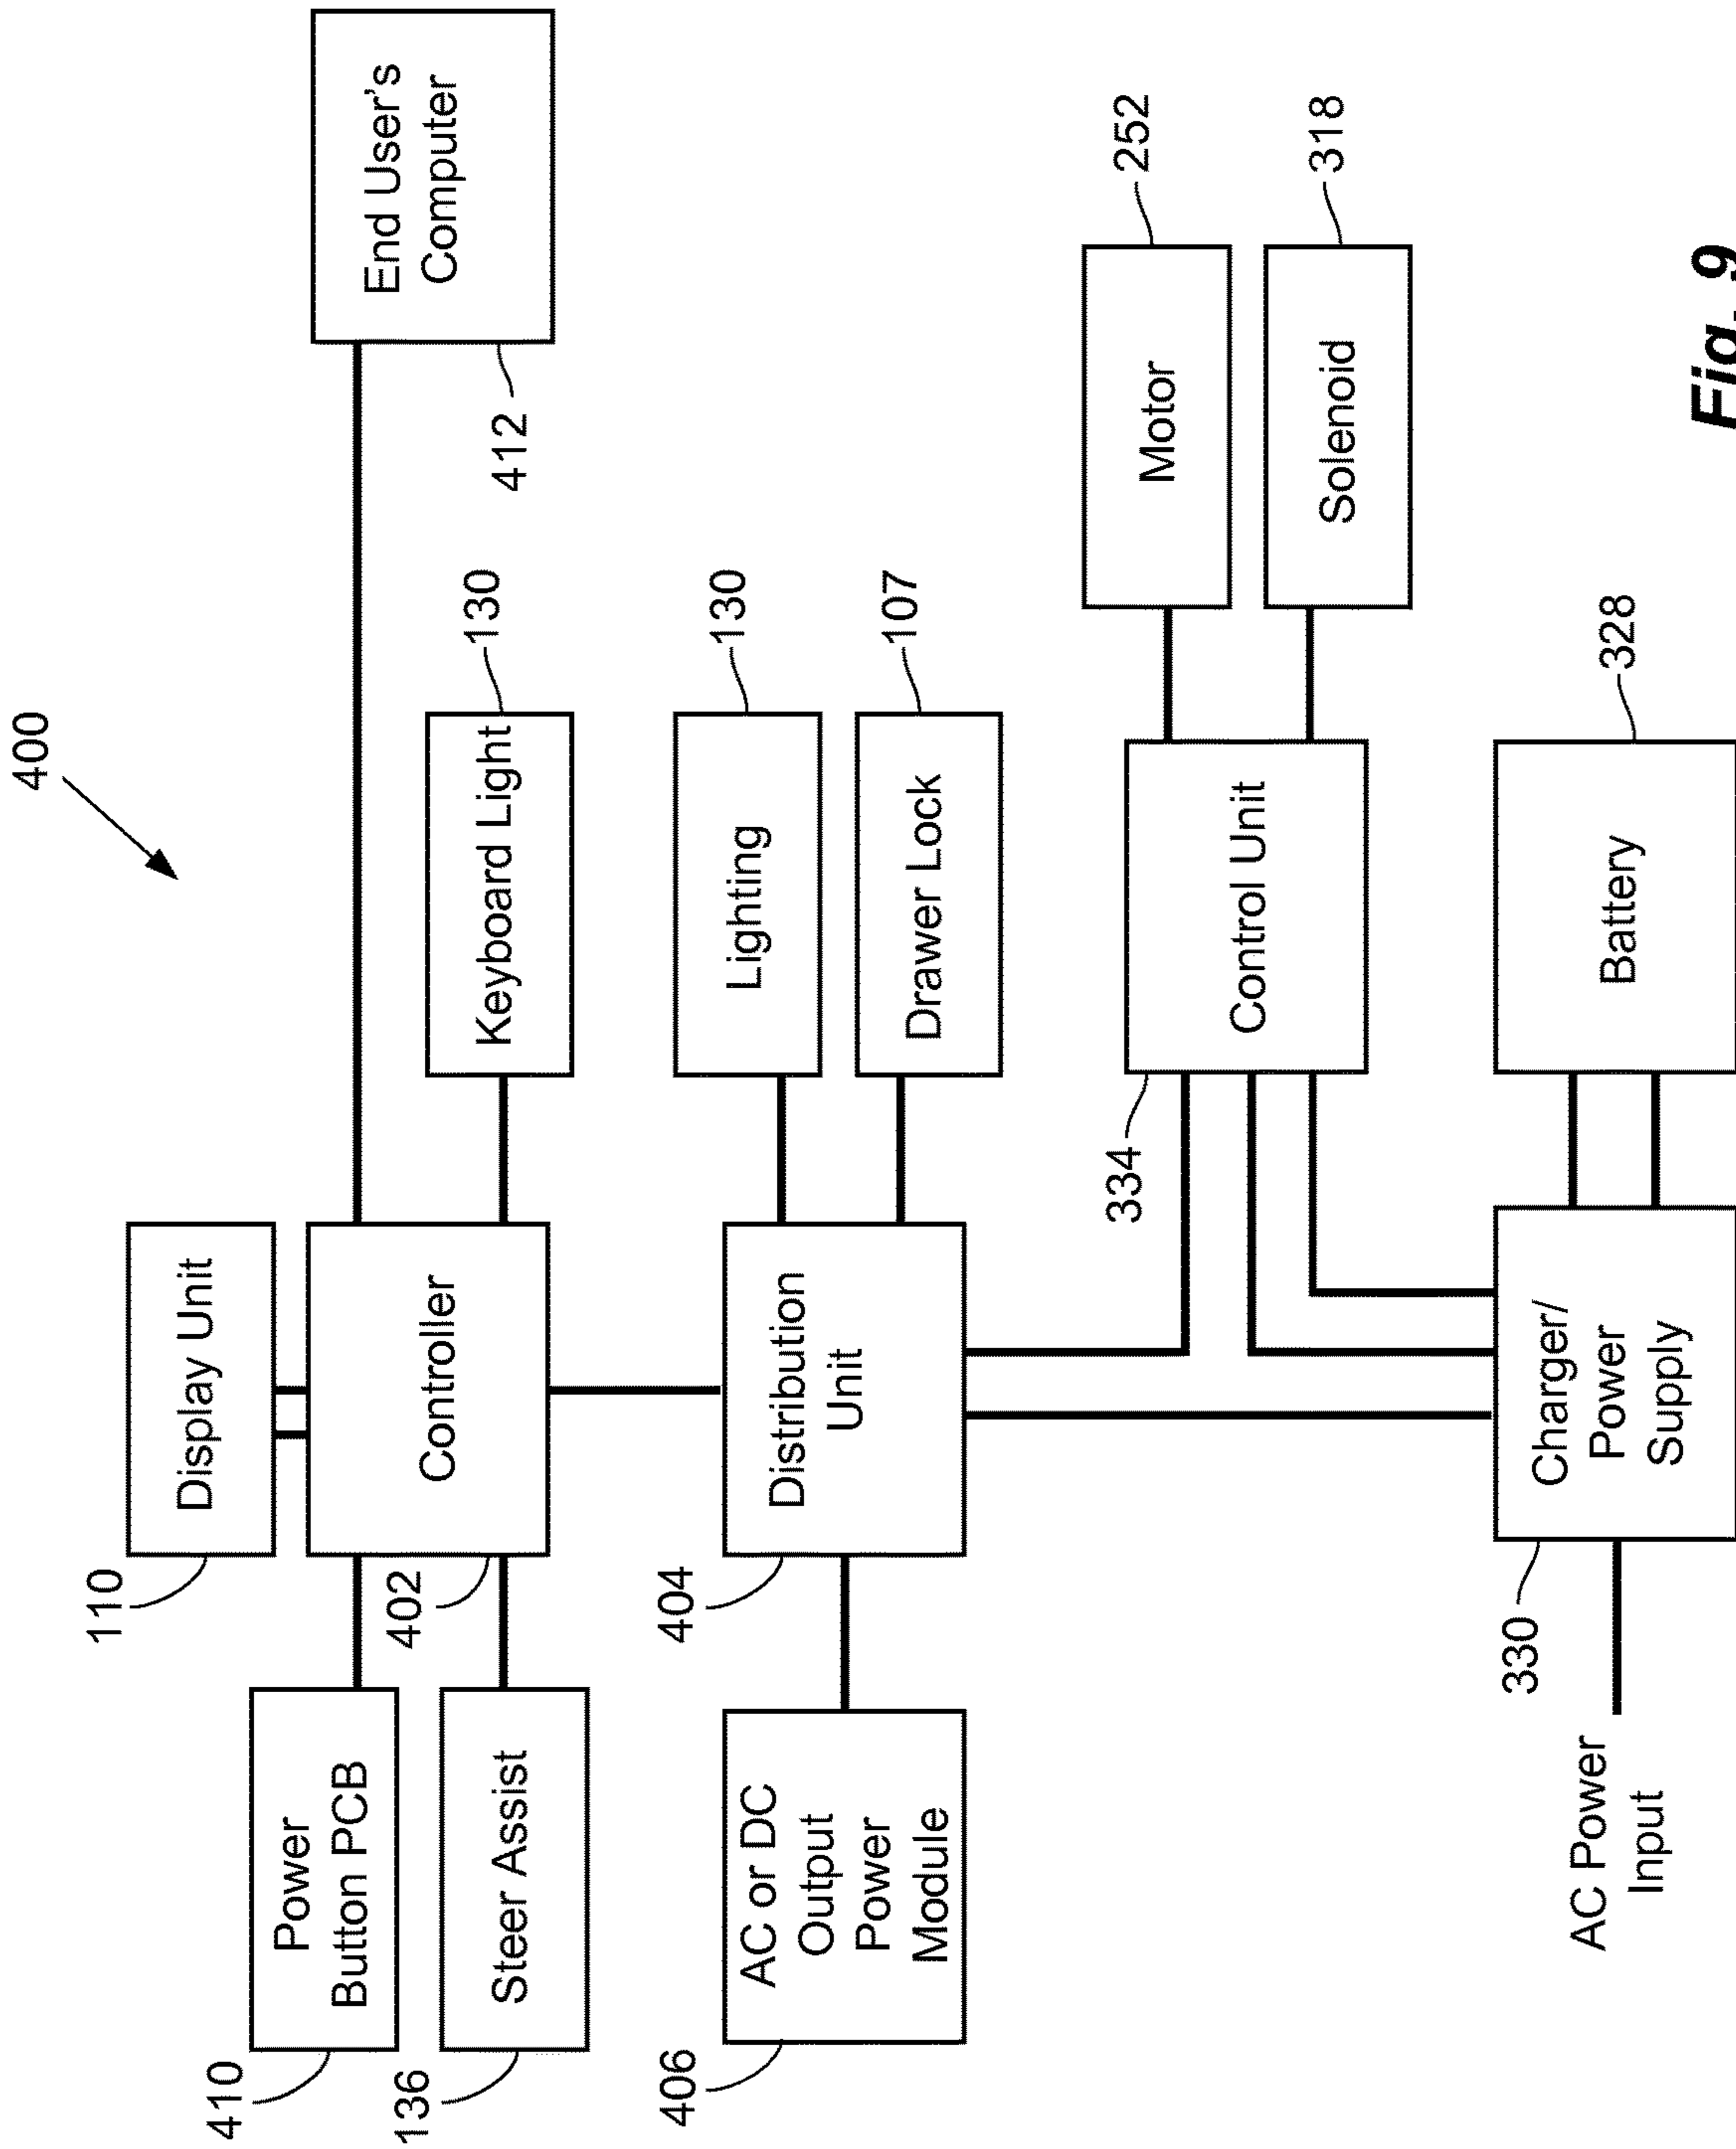 400
110
Display Unit
410
Power
Button PCB
136
Steer Assist
402
Controller
Keyboard Light
130
End User's
Computer
412
406
AC or DC
Output
Power
Module
404
Distribution
Unit
Lighting
130
Drawer Lock
107
334
Control Unit
Motor
252
Solenoid
318
AC Power
Input
330
Charger/
Power
Supply
Battery
328
Fig. 9